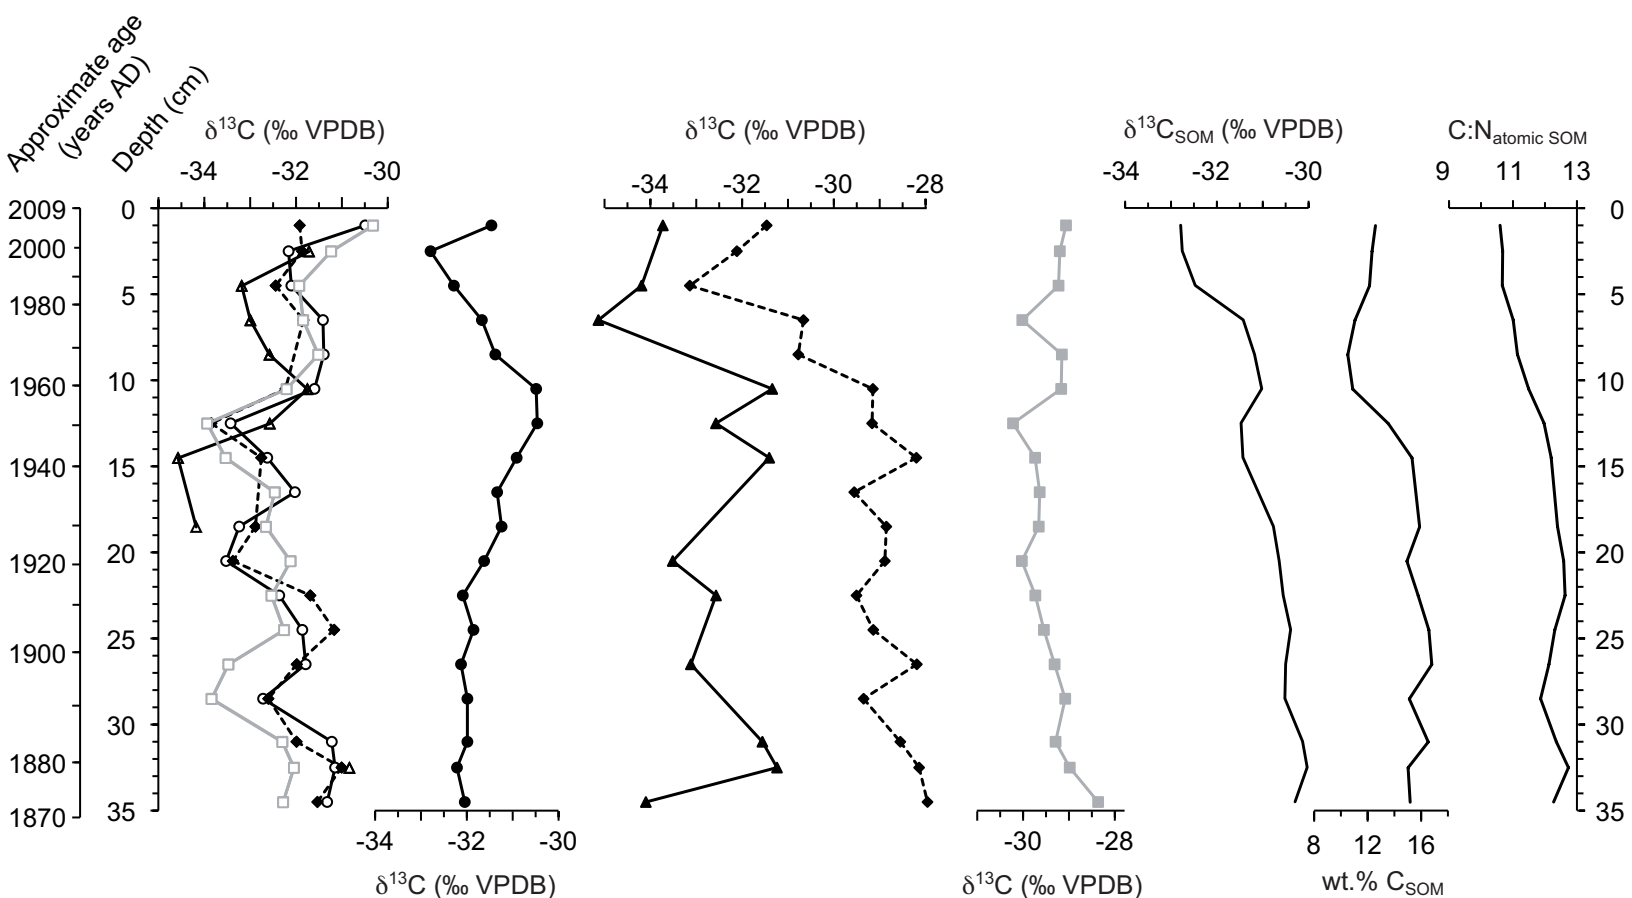 Approximate age
(years AD)
Depth (cm)
δ¹³C (‰ VPDB)
δ¹³C (‰ VPDB)
δ¹³C_SOM (‰ VPDB)
C:N_atomic SOM
-34 -32 -30
-34 -32 -30 -28
-34 -32 -30
9 11 13
2009 0 0
2000
5 5
1980
1960 10 10
1940 15 15
1920 20 20
1900 25 25
30 30
1880
1870 35 35
-34 -32 -30
-30 -28
8 12 16
δ¹³C (‰ VPDB)
δ¹³C (‰ VPDB)
wt.% C_SOM